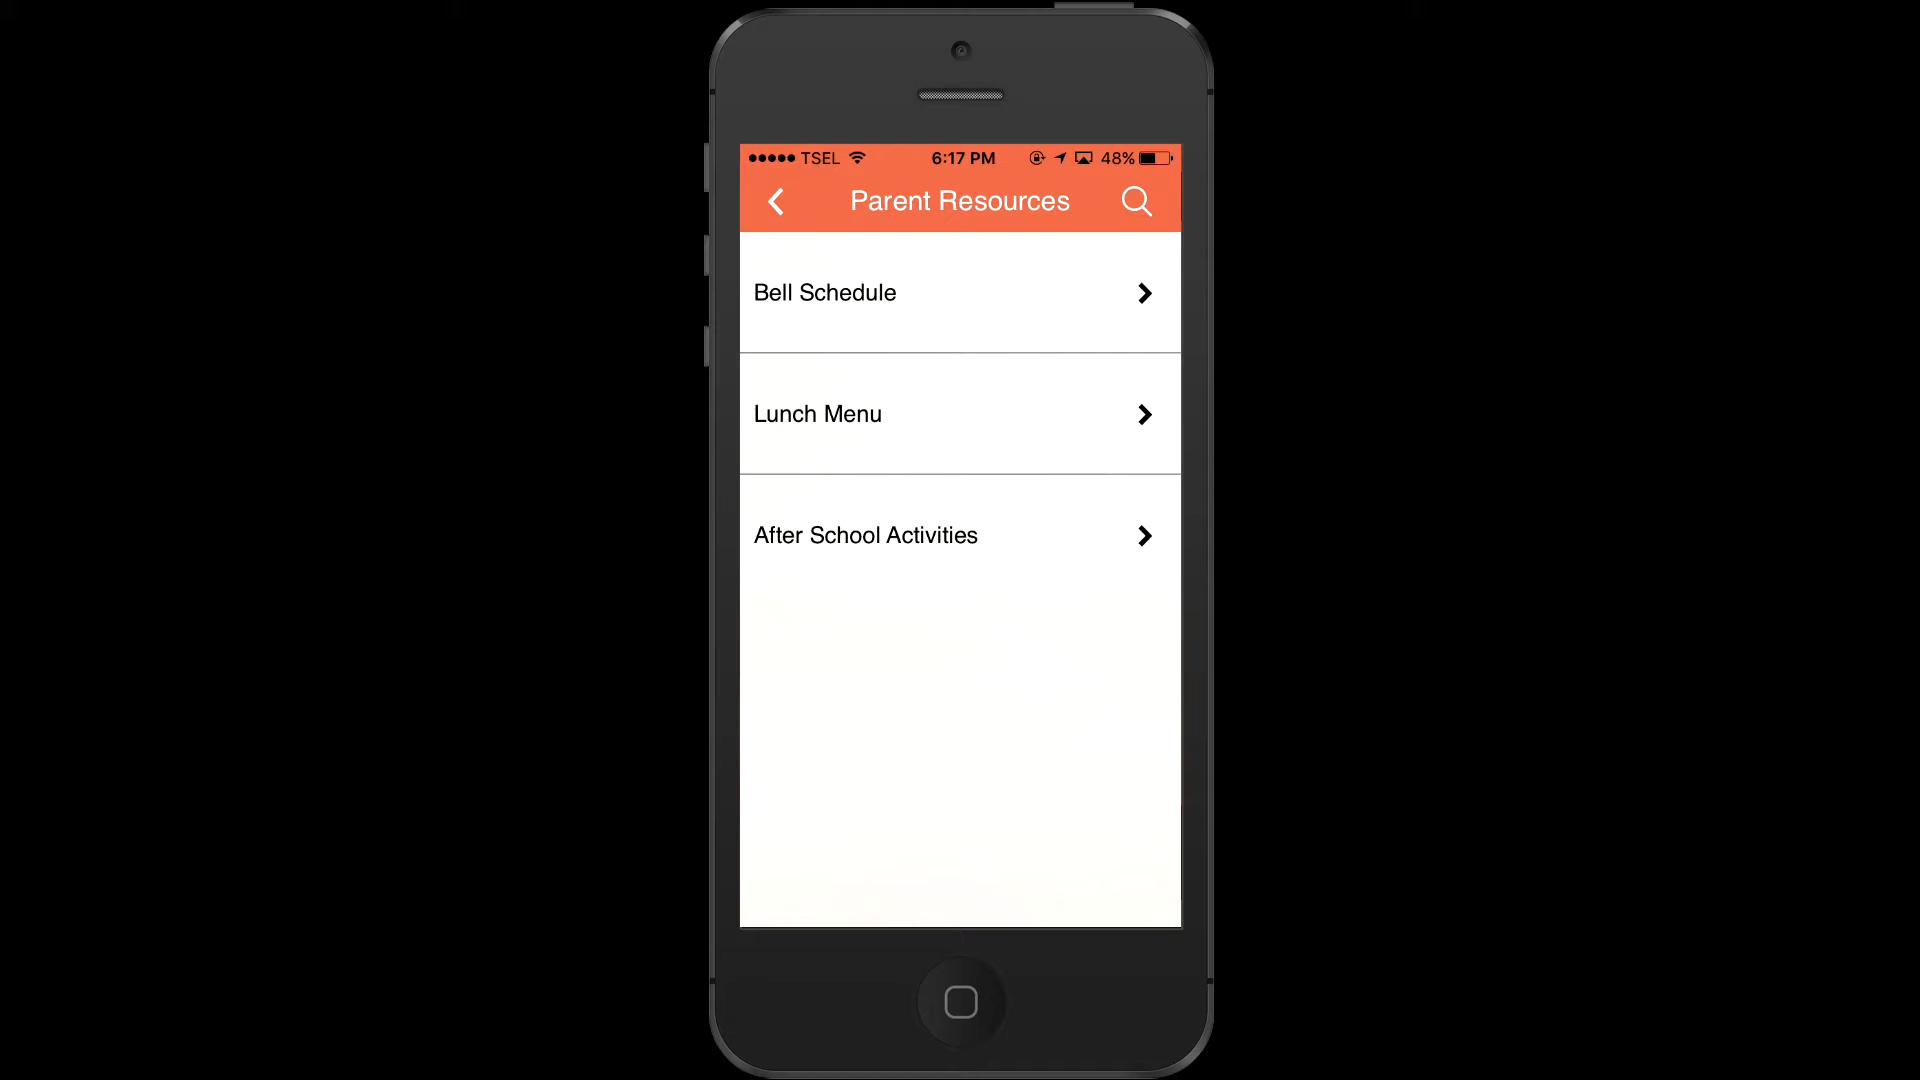 TSEL 6:17 PM 48%
Parent Resources
Bell Schedule
Lunch Menu
After School Activities